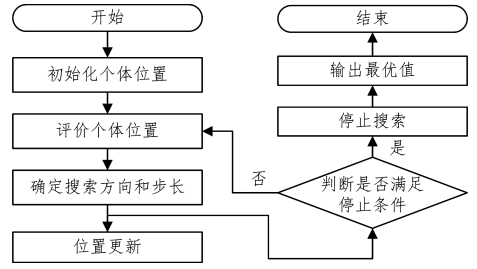 开始
初始化个体位置
评价个体位置
确定搜索方向和步长
位置更新
结束
输出最优值
停止搜索
是
否
判断是否满足
停止条件